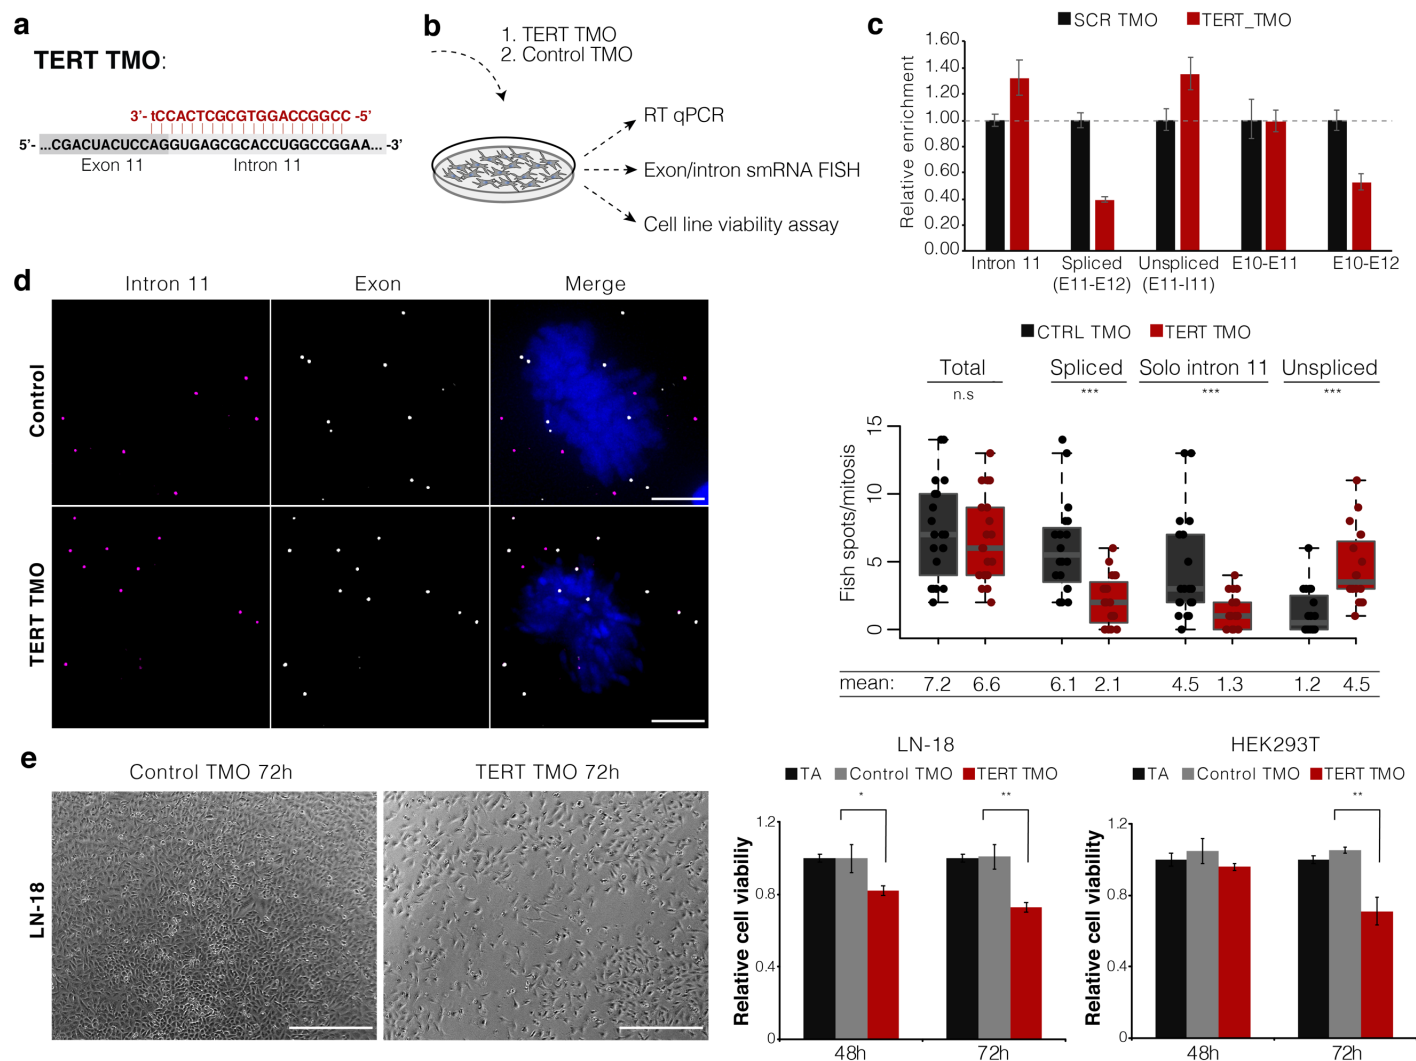 a
TERT TMO:
3’- tCCACTCGCGTGGACCGGCC -5’
5’- ...CGACUACUCCAGGUGAGCGCACCUGGCCGGAA... -3’
Exon 11 Intron 11
b
1. TERT TMO
2. Control TMO
RT qPCR
Exon/intron smRNA FISH
Cell line viability assay
c
SCR TMO TERT_TMO
Relative enrichment
1.60
1.40
1.20
1.00
0.80
0.60
0.40
0.20
0.00
Intron 11 Spliced Unspliced E10-E11 E10-E12
(E11-E12) (E11-I11)
d
Intron 11 Exon Merge
Control
TERT TMO
CTRL TMO TERT TMO
Total Spliced Solo intron 11 Unspliced
n.s *** *** ***
Fish spots/mitosis
15
10
5
0
mean: 7.2 6.6 6.1 2.1 4.5 1.3 1.2 4.5
e
Control TMO 72h TERT TMO 72h
LN-18
LN-18
TA Control TMO TERT TMO
* **
Relative cell viability
1.2
0.8
0.4
0
48h 72h
HEK293T
TA Control TMO TERT TMO
**
Relative cell viability
1.2
0.8
0.4
0
48h 72h